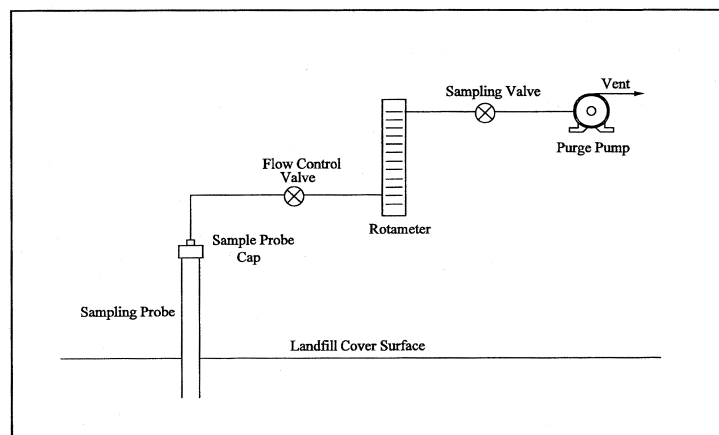 Vent
Sampling Valve
Purge Pump
Flow Control
Valve
Rotameter
Sample Probe
Cap
Sampling Probe
Landfill Cover Surface